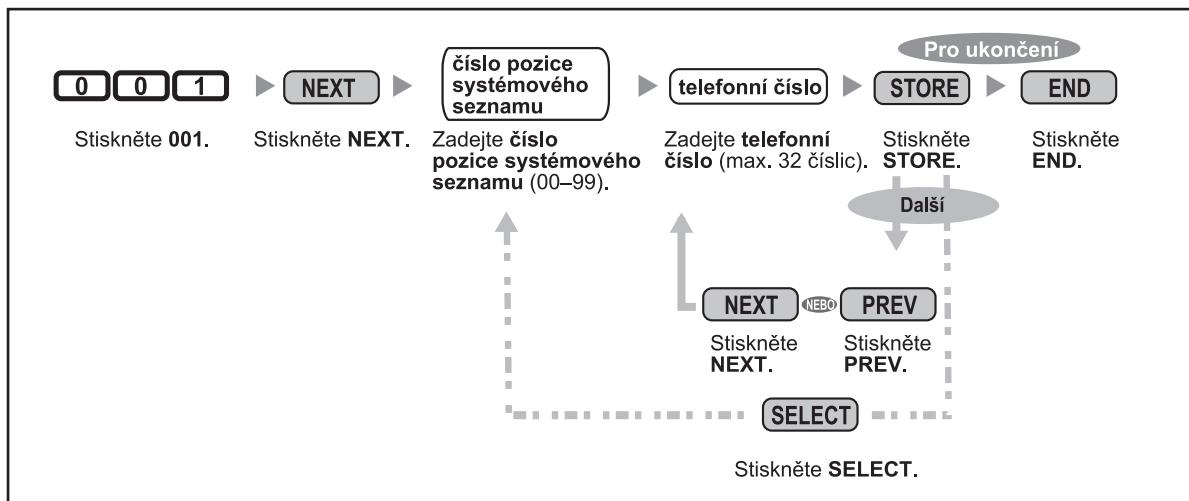 Pro ukončení
0 0 1
NEXT
číslo pozice
systémového
seznamu
telefonní číslo
STORE
END
Stiskněte 001.
Stiskněte NEXT.
Zadejte číslo
pozice systémového
seznamu (00–99).
Zadejte telefonní
číslo (max. 32 číslic).
Stiskněte
STORE.
Stiskněte
END.
Další
NEXT
NEBO
PREV
Stiskněte
NEXT.
Stiskněte
PREV.
SELECT
Stiskněte SELECT.